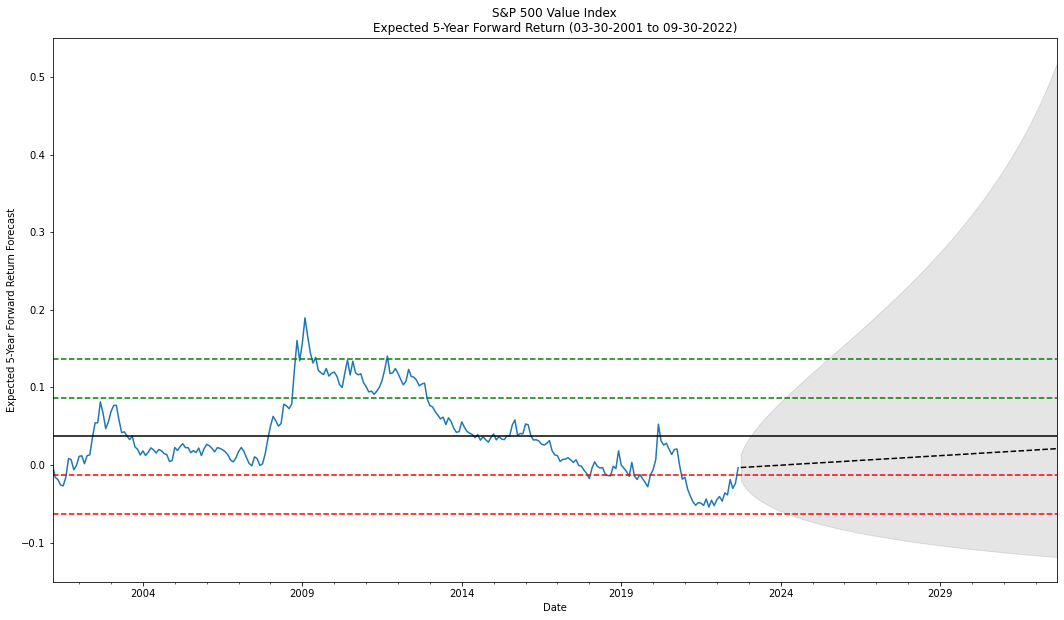 S&P 500 Value Index
Expected 5-Year Forward Return (03-30-2001 to 09-30-2022)
Expected 5-Year Forward Return Forecast
0.5
0.4
0.3
0.2
0.1
0.0
−0.1
2004 2009 2014 2019 2024 2029
Date